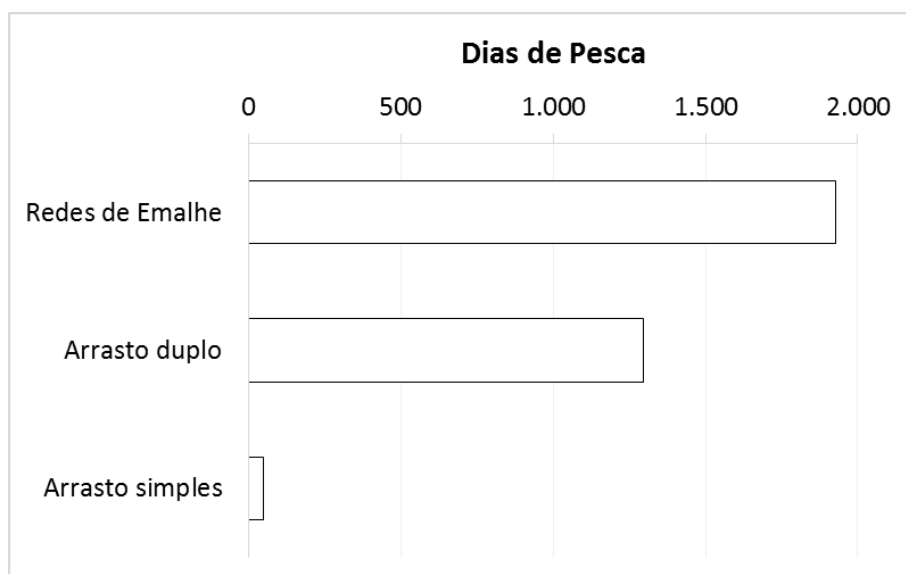 Dias de Pesca
0 500 1.000 1.500 2.000
Redes de Emalhe
Arrasto duplo
Arrasto simples